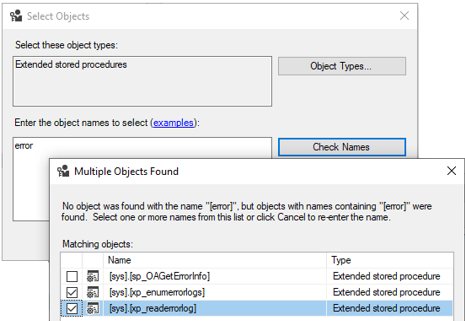 Select Objects
Select these object types:
Extended stored procedures
Object Types...
Enter the object names to select (examples):
error
Check Names
Multiple Objects Found
No object was found with the name "[error]", but objects with names containing "[error]" were
found. Select one or more names from this list or click Cancel to re-enter the name.
Matching objects:
Name Type
[sys].[sp_OAGetErrorInfo] Extended stored procedure
[sys].[xp_enumerrorlogs] Extended stored procedure
[sys].[xp_readerrorlog] Extended stored procedure